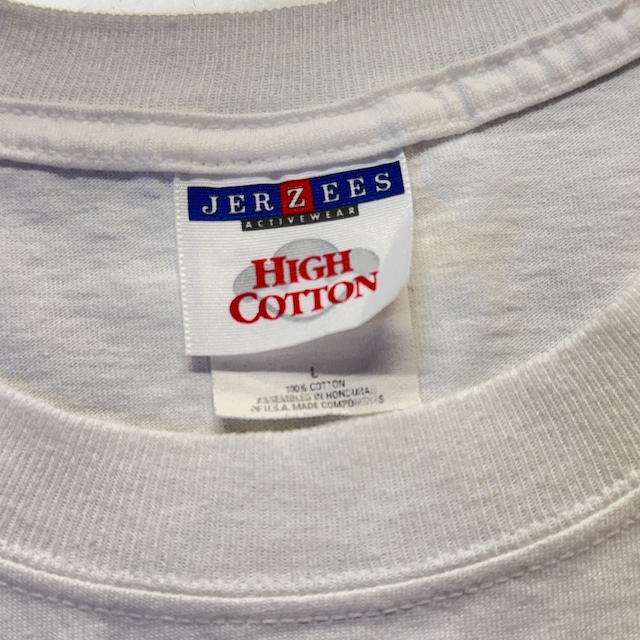 JERZEES
ACTIVEWEAR
HIGH
COTTON
L
100% COTTON
ASSEMBLED IN HONDURAS
OF U.S.A. MADE COMPONENTS